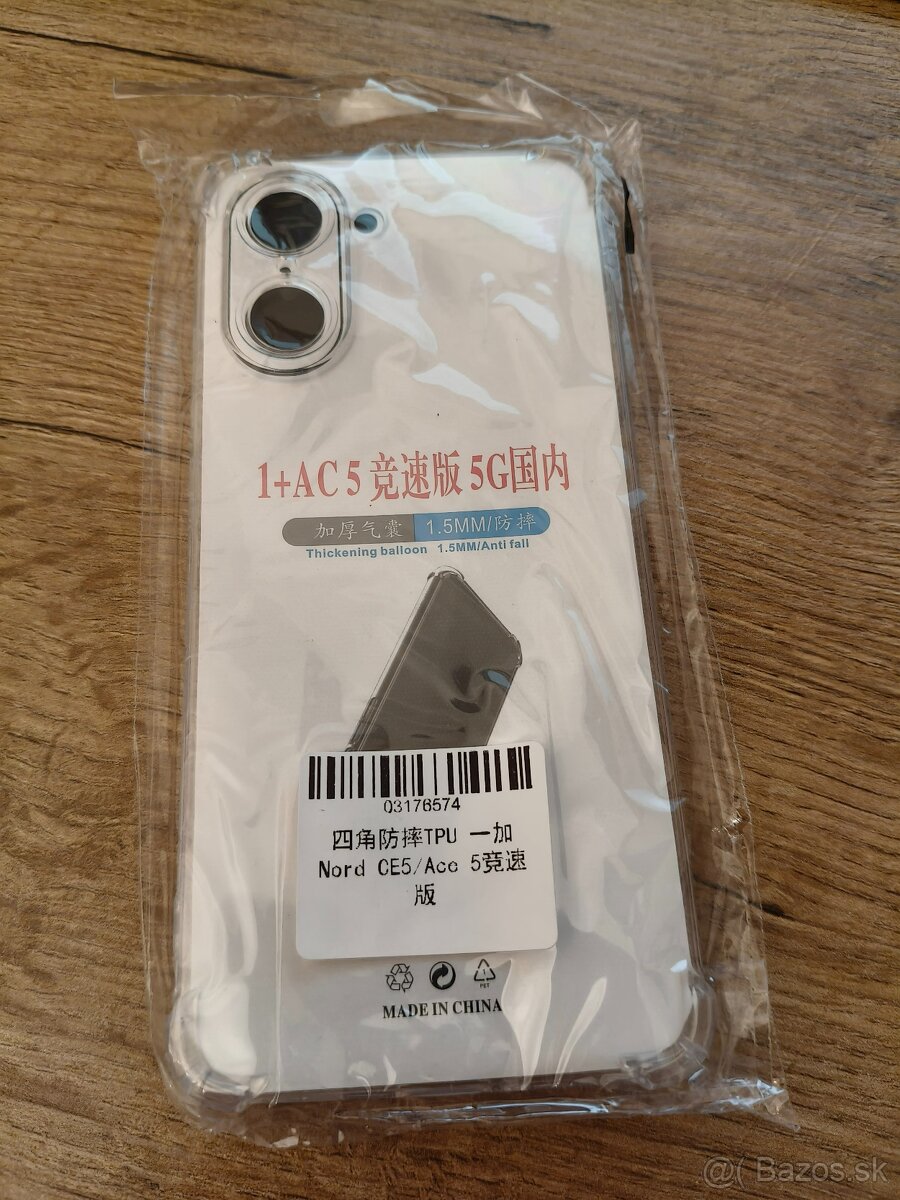 1+AC 5 竞速版 5G国内
加厚气囊 1.5MM/防摔
Thickening balloon 1.5MM/Anti fall
03176574
四角防摔TPU 一加
Nord CE5/Ace 5竞速
版
PET
MADE IN CHINA
@( Bazos.sk